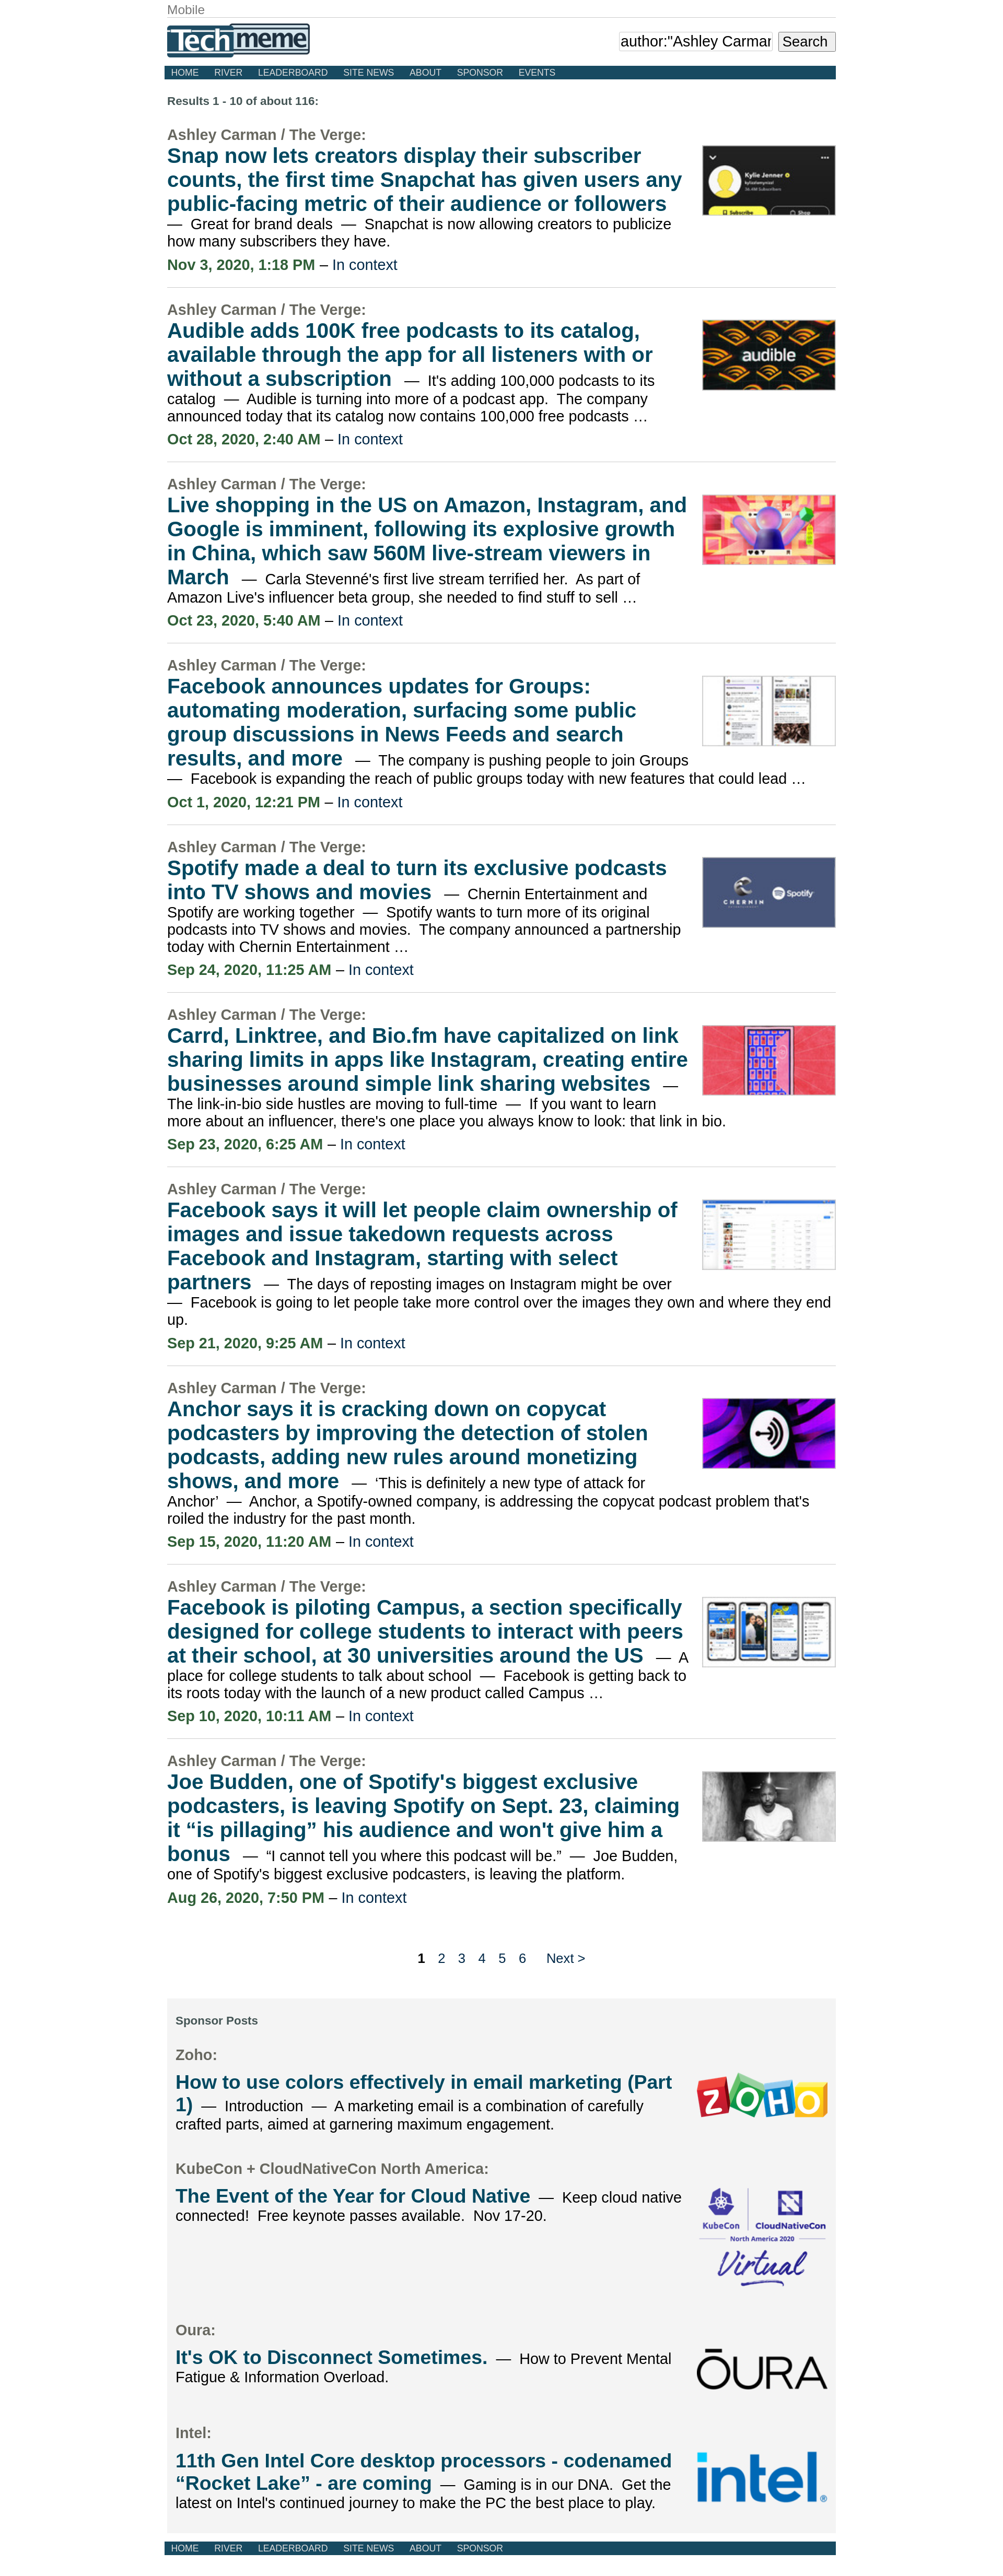 Mobile
Techmeme
author:"Ashley Carmar
Search
HOME RIVER LEADERBOARD SITE NEWS ABOUT SPONSOR EVENTS
Results 1 - 10 of about 116:
Ashley Carman / The Verge:
Snap now lets creators display their subscriber
counts, the first time Snapchat has given users any
public-facing metric of their audience or followers
— Great for brand deals — Snapchat is now allowing creators to publicize
how many subscribers they have.
Nov 3, 2020, 1:18 PM – In context
Kylie Jenner
Subscribe
Shop
Ashley Carman / The Verge:
Audible adds 100K free podcasts to its catalog,
available through the app for all listeners with or
without a subscription — It's adding 100,000 podcasts to its
catalog — Audible is turning into more of a podcast app. The company
announced today that its catalog now contains 100,000 free podcasts …
Oct 28, 2020, 2:40 AM – In context
audible
Ashley Carman / The Verge:
Live shopping in the US on Amazon, Instagram, and
Google is imminent, following its explosive growth
in China, which saw 560M live-stream viewers in
March — Carla Stevenné's first live stream terrified her. As part of
Amazon Live's influencer beta group, she needed to find stuff to sell …
Oct 23, 2020, 5:40 AM – In context
Ashley Carman / The Verge:
Facebook announces updates for Groups:
automating moderation, surfacing some public
group discussions in News Feeds and search
results, and more — The company is pushing people to join Groups
— Facebook is expanding the reach of public groups today with new features that could lead …
Oct 1, 2020, 12:21 PM – In context
Ashley Carman / The Verge:
Spotify made a deal to turn its exclusive podcasts
into TV shows and movies — Chernin Entertainment and
Spotify are working together — Spotify wants to turn more of its original
podcasts into TV shows and movies. The company announced a partnership
today with Chernin Entertainment …
Sep 24, 2020, 11:25 AM – In context
CHERNIN
Spotify
Ashley Carman / The Verge:
Carrd, Linktree, and Bio.fm have capitalized on link
sharing limits in apps like Instagram, creating entire
businesses around simple link sharing websites —
The link-in-bio side hustles are moving to full-time — If you want to learn
more about an influencer, there's one place you always know to look: that link in bio.
Sep 23, 2020, 6:25 AM – In context
Ashley Carman / The Verge:
Facebook says it will let people claim ownership of
images and issue takedown requests across
Facebook and Instagram, starting with select
partners — The days of reposting images on Instagram might be over
— Facebook is going to let people take more control over the images they own and where they end
up.
Sep 21, 2020, 9:25 AM – In context
Ashley Carman / The Verge:
Anchor says it is cracking down on copycat
podcasters by improving the detection of stolen
podcasts, adding new rules around monetizing
shows, and more — ‘This is definitely a new type of attack for
Anchor’ — Anchor, a Spotify-owned company, is addressing the copycat podcast problem that's
roiled the industry for the past month.
Sep 15, 2020, 11:20 AM – In context
Ashley Carman / The Verge:
Facebook is piloting Campus, a section specifically
designed for college students to interact with peers
at their school, at 30 universities around the US — A
place for college students to talk about school — Facebook is getting back to
its roots today with the launch of a new product called Campus …
Sep 10, 2020, 10:11 AM – In context
Ashley Carman / The Verge:
Joe Budden, one of Spotify's biggest exclusive
podcasters, is leaving Spotify on Sept. 23, claiming
it “is pillaging” his audience and won't give him a
bonus — “I cannot tell you where this podcast will be.” — Joe Budden,
one of Spotify's biggest exclusive podcasters, is leaving the platform.
Aug 26, 2020, 7:50 PM – In context
1 2 3 4 5 6 Next >
Sponsor Posts
Zoho:
How to use colors effectively in email marketing (Part
1) — Introduction — A marketing email is a combination of carefully
crafted parts, aimed at garnering maximum engagement.
ZOHO
KubeCon + CloudNativeCon North America:
The Event of the Year for Cloud Native — Keep cloud native
connected! Free keynote passes available. Nov 17-20.
KubeCon CloudNativeCon
North America 2020
Virtual
Oura:
It's OK to Disconnect Sometimes. — How to Prevent Mental
Fatigue & Information Overload.
ŌURA
Intel:
11th Gen Intel Core desktop processors - codenamed
“Rocket Lake” - are coming — Gaming is in our DNA. Get the
latest on Intel's continued journey to make the PC the best place to play.
intel®
HOME RIVER LEADERBOARD SITE NEWS ABOUT SPONSOR